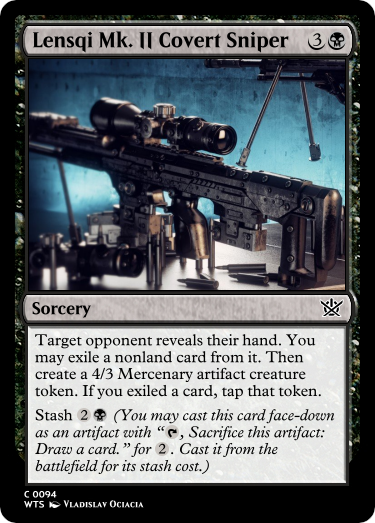 Lensqi Mk. II Covert Sniper 3
Sorcery
Target opponent reveals their hand. You
may exile a nonland card from it. Then
create a 4/3 Mercenary artifact creature
token. If you exiled a card, tap that token.
Stash 2 (You may cast this card face-down
as an artifact with “, Sacrifice this artifact:
Draw a card.” for 2. Cast it from the
battlefield for its stash cost.)
C 0094
WTS Vladislav Ociacia